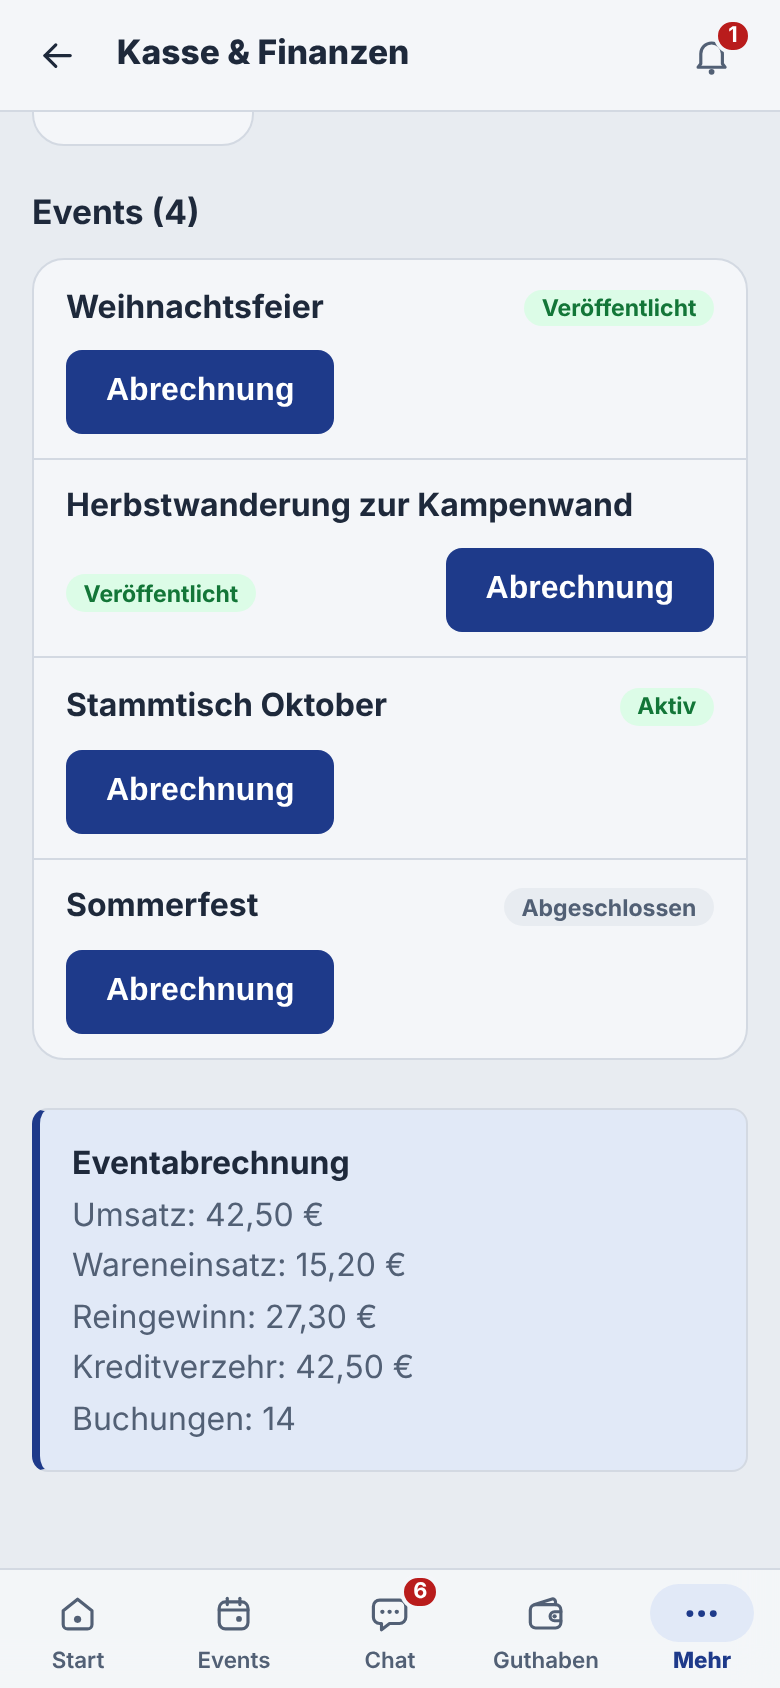 Kasse & Finanzen
1
Events (4)
Weihnachtsfeier
Veröffentlicht
Abrechnung
Herbstwanderung zur Kampenwand
Veröffentlicht
Abrechnung
Stammtisch Oktober
Aktiv
Abrechnung
Sommerfest
Abgeschlossen
Abrechnung
Eventabrechnung
Umsatz: 42,50 €
Wareneinsatz: 15,20 €
Reingewinn: 27,30 €
Kreditverzehr: 42,50 €
Buchungen: 14
6
Start
Events
Chat
Guthaben
Mehr